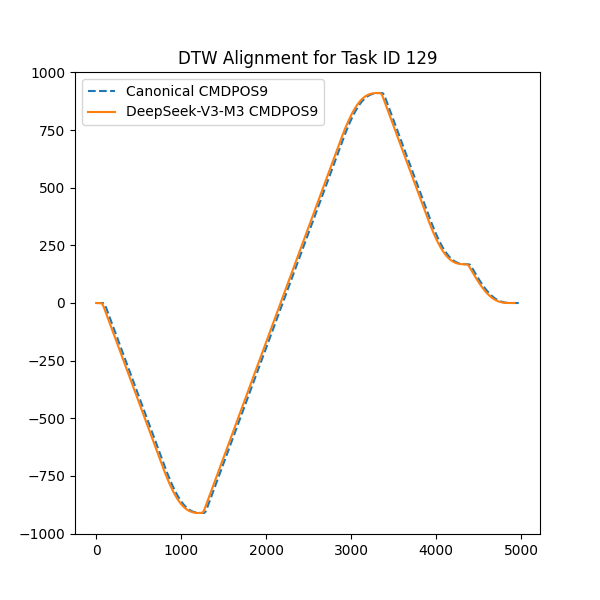 DTW Alignment for Task ID 129
Canonical CMDPOS9
DeepSeek-V3-M3 CMDPOS9
1000
750
500
250
0
−250
−500
−750
−1000
0 1000 2000 3000 4000 5000